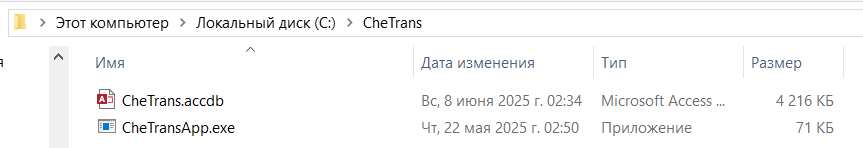 Этот компьютер > Локальный диск (C:) > CheTrans
Имя Дата изменения Тип Размер
CheTrans.accdb Вс, 8 июня 2025 г. 02:34 Microsoft Access ... 4 216 КБ
CheTransApp.exe Чт, 22 мая 2025 г. 02:50 Приложение 71 КБ